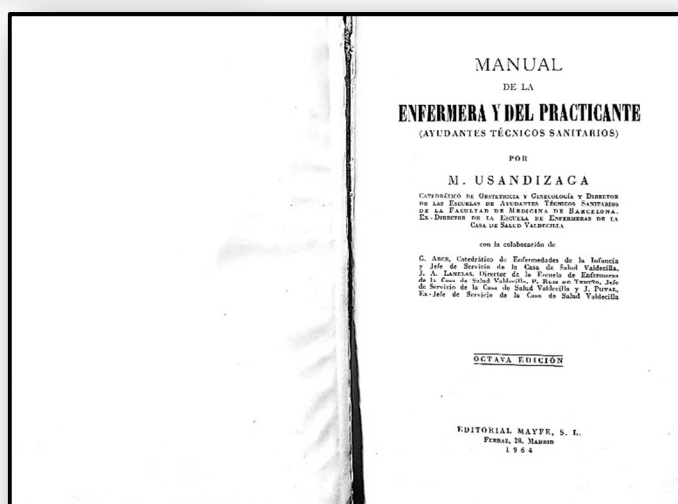 MANUAL
DE LA
ENFERMERA Y DEL PRACTICANTE
(AYUDANTES TÉCNICOS SANITARIOS)
POR
M. USANDIZAGA
CATEDRÁTICO DE OBSTETRICIA Y GINECOLOGÍA Y DIRECTOR
DE LAS ESCUELAS DE AYUDANTES TÉCNICOS SANITARIOS
DE LA FACULTAD DE MEDICINA DE BARCELONA.
EX-DIRECTOR DE LA ESCUELA DE ENFERMERAS DE LA
CASA DE SALUD VALDECILLA
con la colaboración de
G. ARCE, Catedrático de Enfermedades de la Infancia
y Jefe de Servicio de la Casa de Salud Valdecilla,
J. A. LAMELAS, Director de la Escuela de Enfermeras
de la Casa de Salud Valdecilla, P. RUIZ DE TEMIÑO, Jefe
de Servicio de la Casa de Salud Valdecilla y J. PUYAL,
Ex-Jefe de Servicio de la Casa de Salud Valdecilla
OCTAVA EDICIÓN
EDITORIAL MAYFE, S. L.
FERRAZ, 28. MADRID
1964